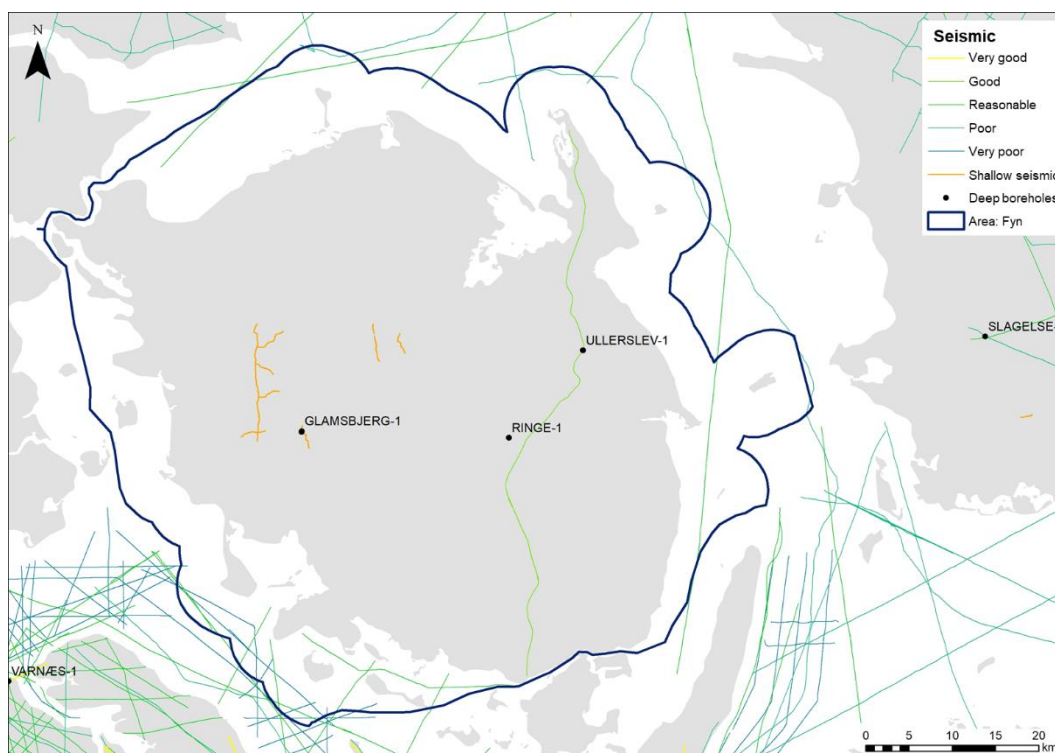 N
Seismic
Very good
Good
Reasonable
Poor
Very poor
Shallow seismic
Deep boreholes
Area: Fyn
ULLERSLEV-1
SLAGELSE-
GLAMSBJERG-1
RINGE-1
VARNÆS-1
0 5 10 20
Km